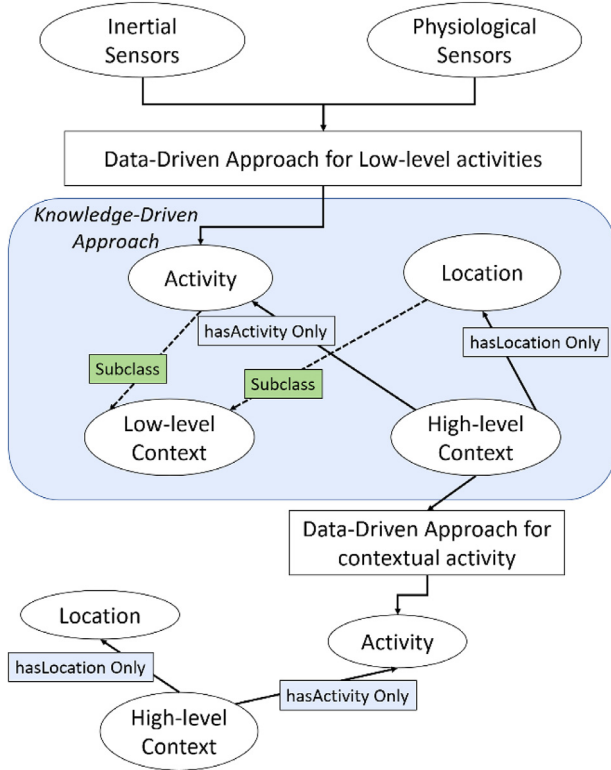 Inertial
Sensors
Physiological
Sensors
Data-Driven Approach for Low-level activities
Knowledge-Driven
Approach
Activity
Location
hasActivity Only
hasLocation Only
Subclass
Subclass
Low-level
Context
High-level
Context
Data-Driven Approach for
contextual activity
Location
Activity
hasLocation Only
hasActivity Only
High-level
Context